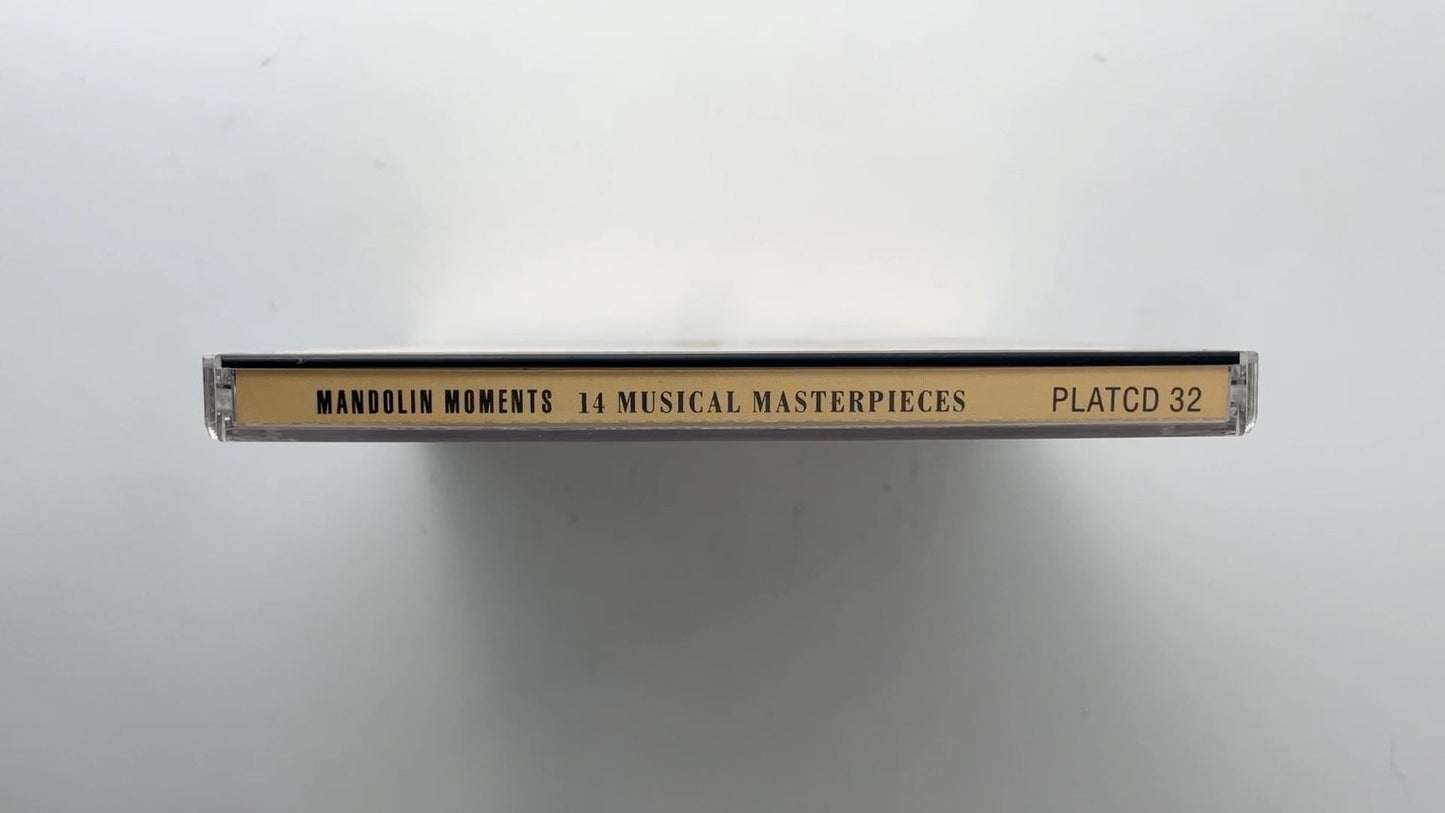 MANDOLIN MOMENTS 14 MUSICAL MASTERPIECES PLATCD 32